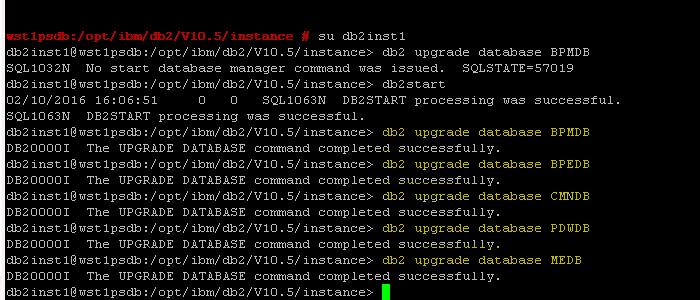 wst1psdb:/opt/ibm/db2/V10.5/instance # su db2inst1
db2inst1@wst1psdb:/opt/ibm/db2/V10.5/instance> db2 upgrade database BPMDB
SQL1032N  No start database manager command was issued.  SQLSTATE=57019
db2inst1@wst1psdb:/opt/ibm/db2/V10.5/instance> db2start
02/10/2016 16:06:51     0   0   SQL1063N  DB2START processing was successful.
SQL1063N  DB2START processing was successful.
db2inst1@wst1psdb:/opt/ibm/db2/V10.5/instance> db2 upgrade database BPMDB
DB20000I  The UPGRADE DATABASE command completed successfully.
db2inst1@wst1psdb:/opt/ibm/db2/V10.5/instance> db2 upgrade database BPEDB
DB20000I  The UPGRADE DATABASE command completed successfully.
db2inst1@wst1psdb:/opt/ibm/db2/V10.5/instance> db2 upgrade database CMNDB
DB20000I  The UPGRADE DATABASE command completed successfully.
db2inst1@wst1psdb:/opt/ibm/db2/V10.5/instance> db2 upgrade database PDWDB
DB20000I  The UPGRADE DATABASE command completed successfully.
db2inst1@wst1psdb:/opt/ibm/db2/V10.5/instance> db2 upgrade database MEDB
DB20000I  The UPGRADE DATABASE command completed successfully.
db2inst1@wst1psdb:/opt/ibm/db2/V10.5/instance>